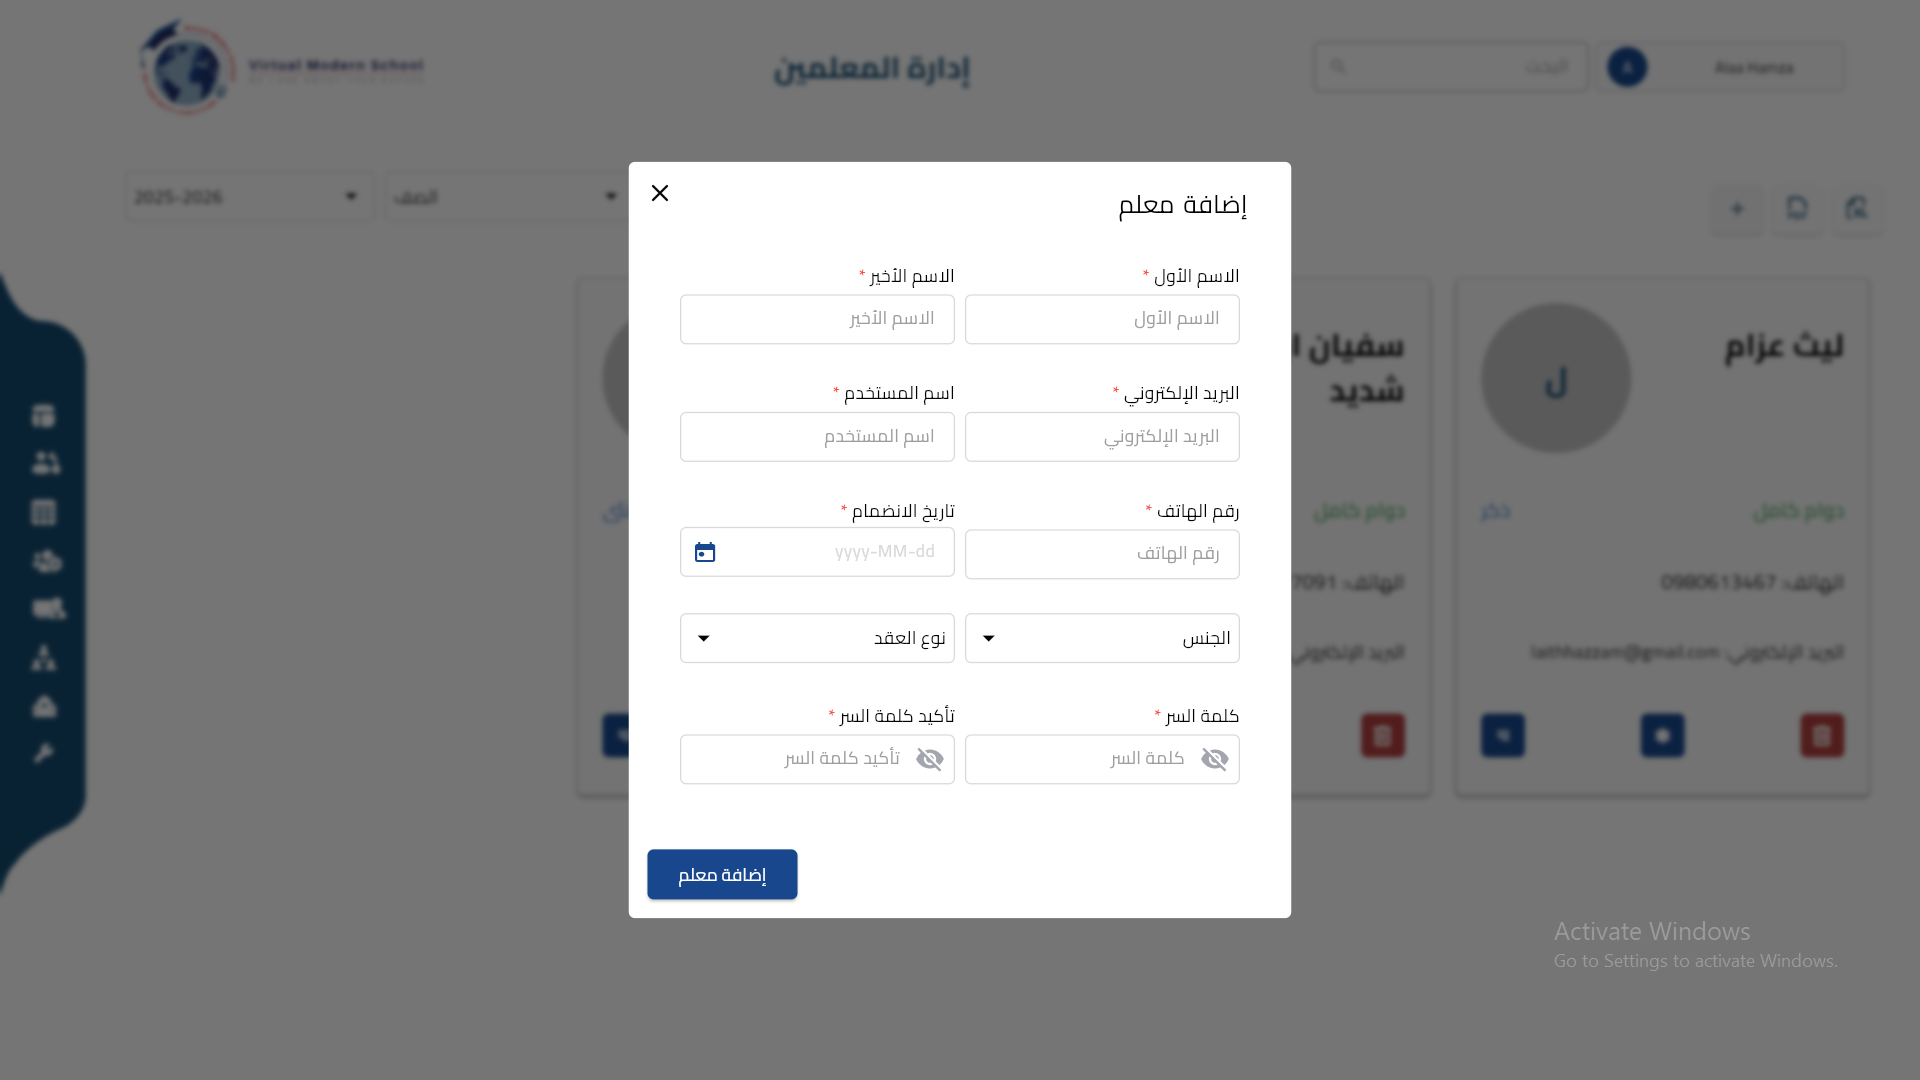 Virtual Modern School
إدارة المعلمين
البحث
A
Alaa Hamza
2025-2026
الصف
إضافة معلم
الاسم الأول *
الاسم الأخير *
الاسم الأول
الاسم الأخير
البريد الإلكتروني *
اسم المستخدم *
البريد الإلكتروني
اسم المستخدم
رقم الهاتف *
تاريخ الانضمام *
رقم الهاتف
yyyy-MM-dd
الجنس
نوع العقد
كلمة السر *
تأكيد كلمة السر *
كلمة السر
تأكيد كلمة السر
إضافة معلم
ليث عزام
ل
دوام كامل
ذكر
الهاتف: 0980613467
البريد الإلكتروني: laithhazzam@gmail.com
سفيان ا
شديد
دوام كامل
الهاتف: 7091
البريد الإلكتروني
Activate Windows
Go to Settings to activate Windows.